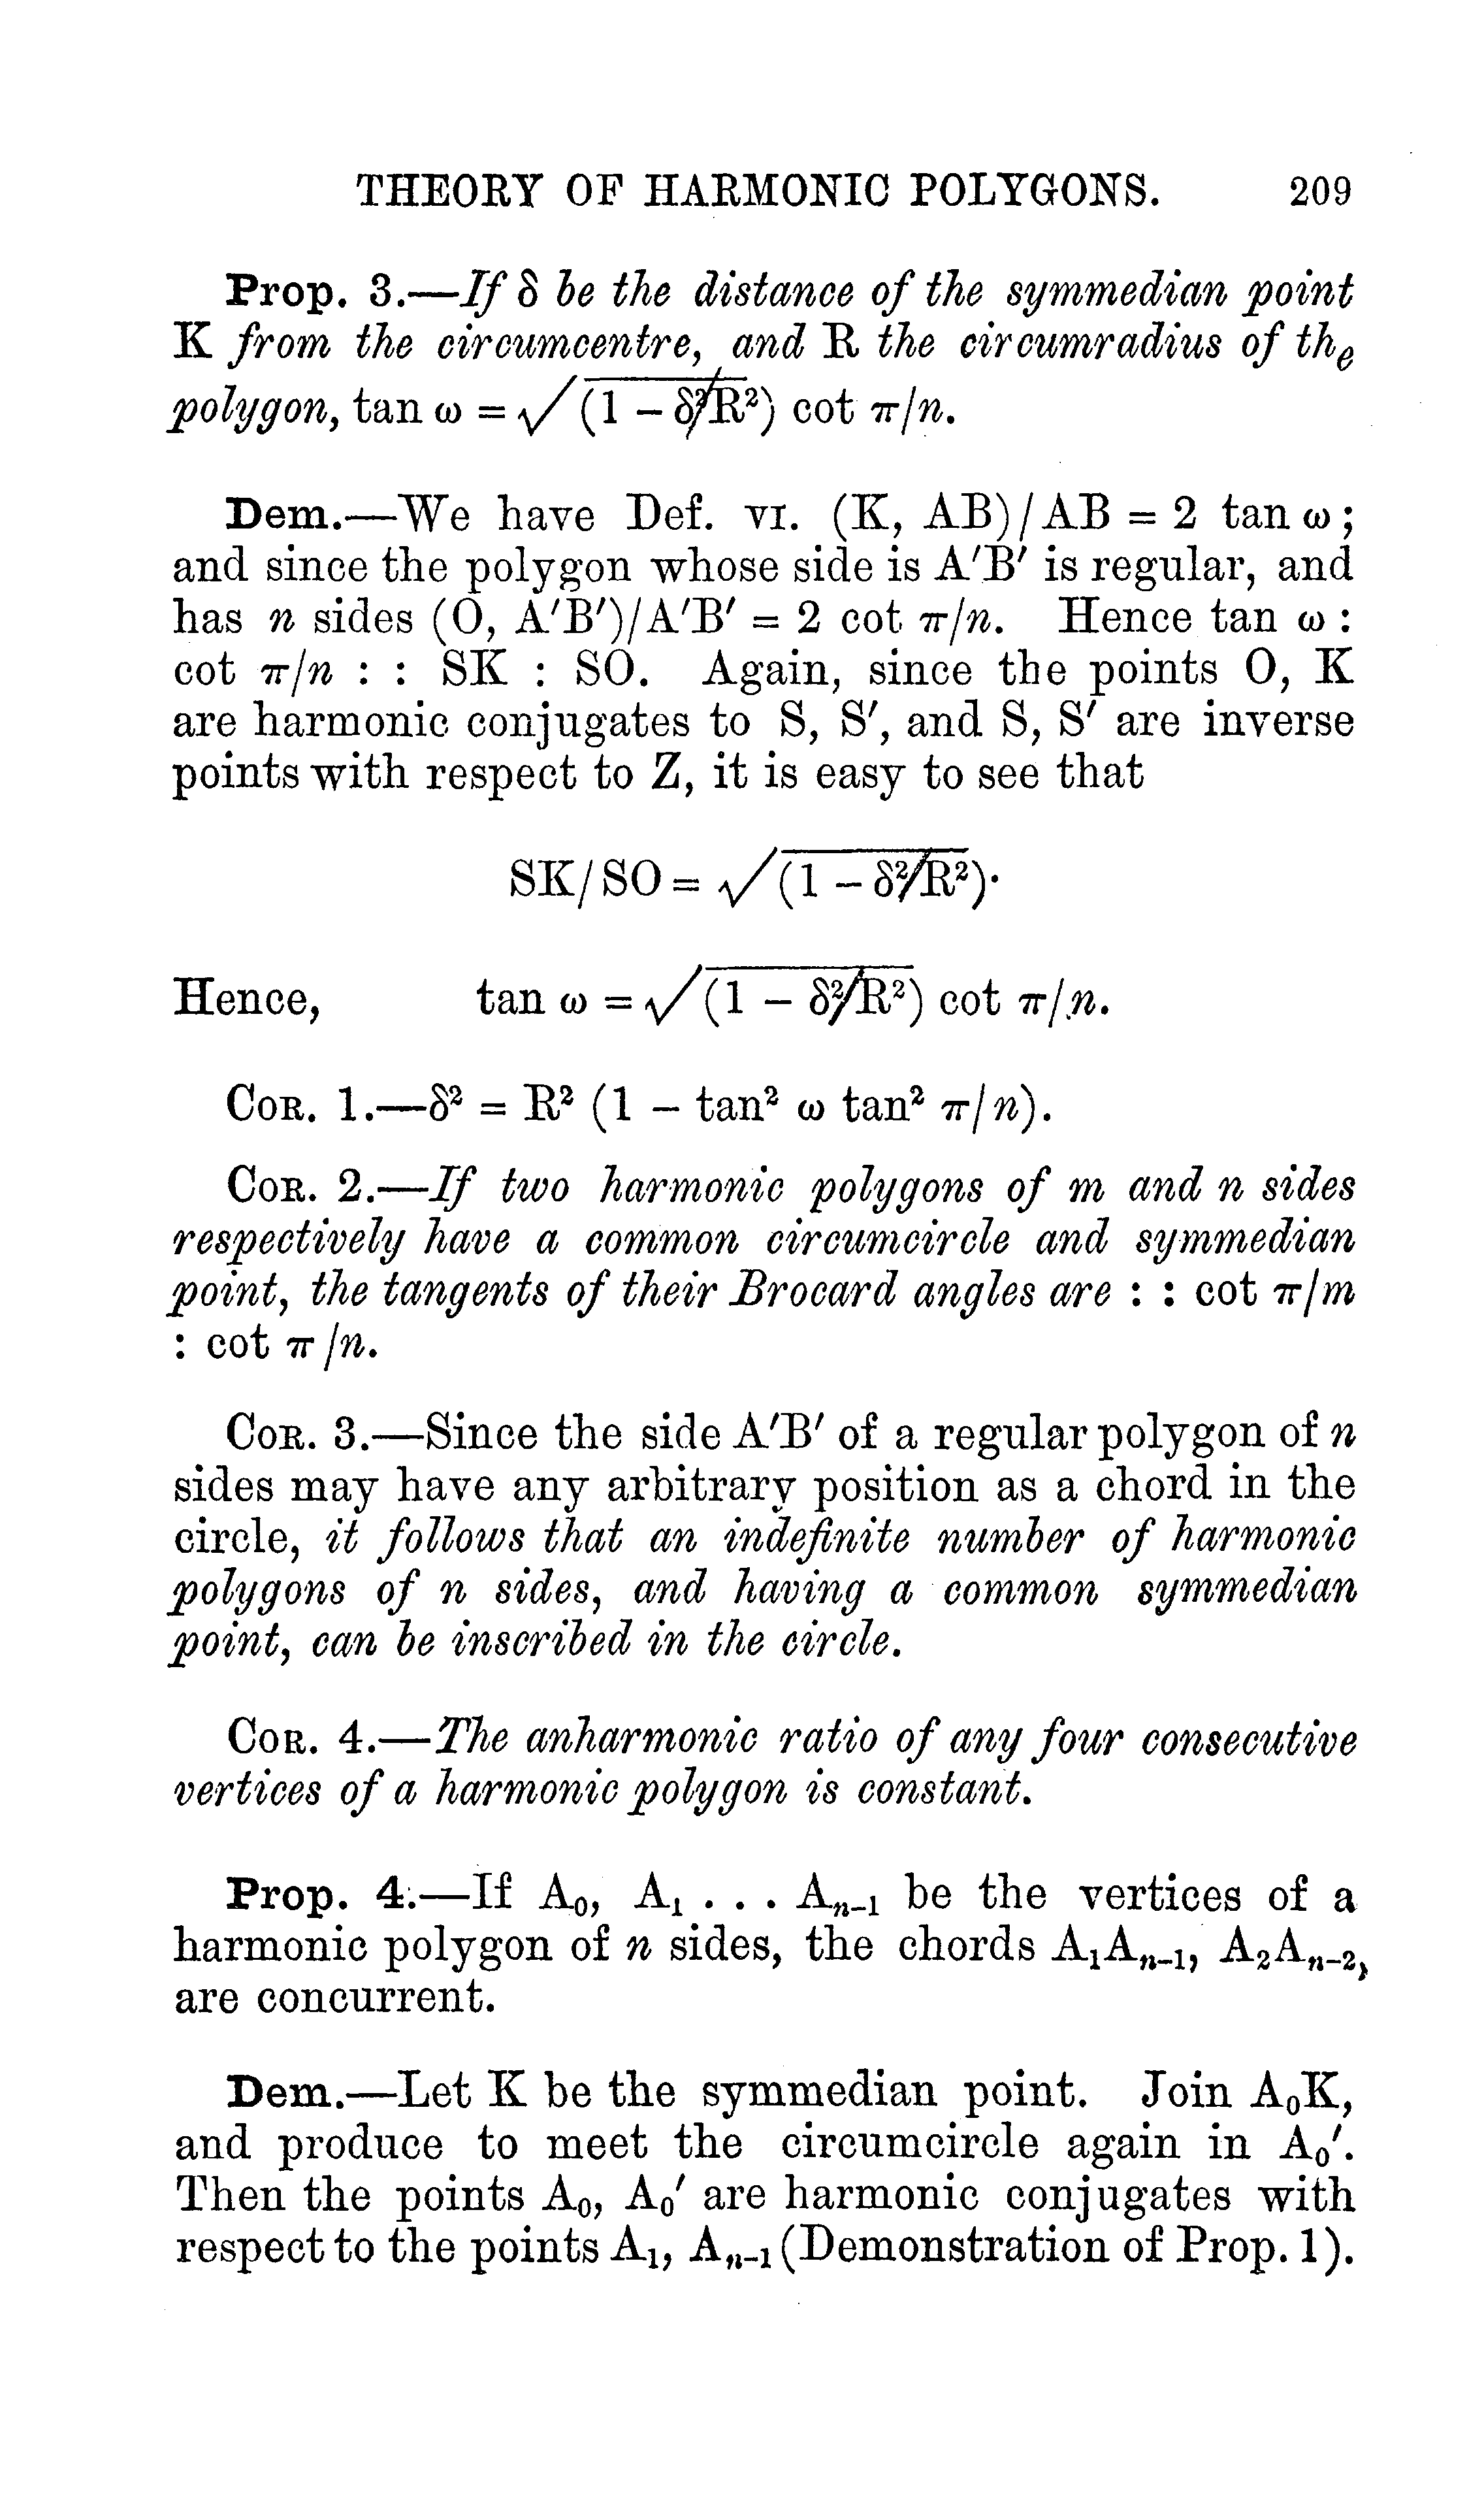 THEORY OF HARMONIC POLYGONS. 209
Prop. 3.—If δ be the distance of the symmedian point
K from the circumcentre, and R the circumradius of the
polygon, tan ω = √(1 − δ²/R²) cot π/n.
Dem.—We have Def. VI. (K, AB)/AB = 2 tan ω;
and since the polygon whose side is A′B′ is regular, and
has n sides (O, A′B′)/A′B′ = 2 cot π/n. Hence tan ω :
cot π/n : : SK : SO. Again, since the points O, K
are harmonic conjugates to S, S′, and S, S′ are inverse
points with respect to Z, it is easy to see that
SK/SO = √(1 − δ²/R²).
Hence, tan ω = √(1 − δ²/R²) cot π/n.
COR. 1.—δ² = R² (1 − tan² ω tan² π/n).
COR. 2.—If two harmonic polygons of m and n sides
respectively have a common circumcircle and symmedian
point, the tangents of their Brocard angles are : : cot π/m
: cot π/n.
COR. 3.—Since the side A′B′ of a regular polygon of n
sides may have any arbitrary position as a chord in the
circle, it follows that an indefinite number of harmonic
polygons of n sides, and having a common symmedian
point, can be inscribed in the circle.
COR. 4.—The anharmonic ratio of any four consecutive
vertices of a harmonic polygon is constant.
Prop. 4.—If A₀, A₁ . . . Aₙ₋₁ be the vertices of a
harmonic polygon of n sides, the chords A₁Aₙ₋₁, A₂Aₙ₋₂,
are concurrent.
Dem.—Let K be the symmedian point. Join A₀K,
and produce to meet the circumcircle again in A₀′.
Then the points A₀, A₀′ are harmonic conjugates with
respect to the points A₁, Aₙ₋₁ (Demonstration of Prop. 1).